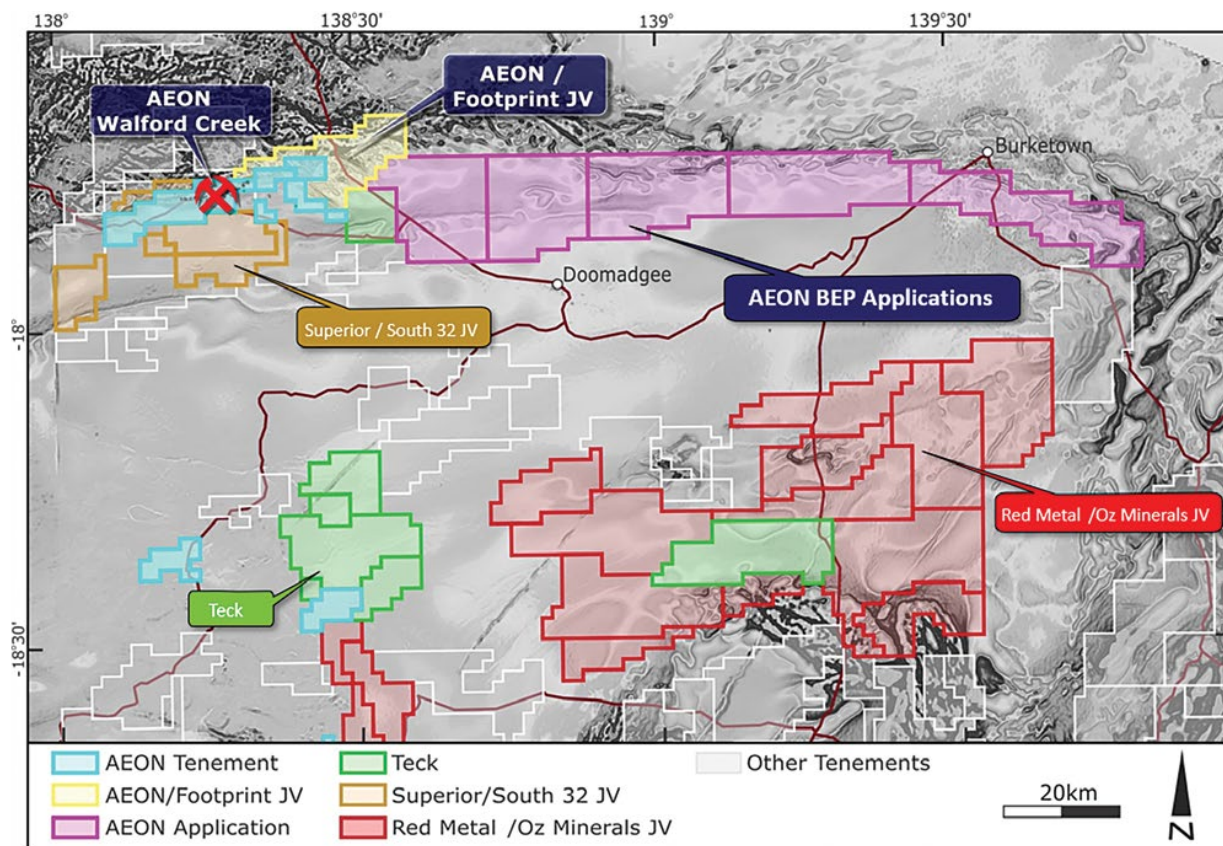 138°
138°30'
139°
139°30'
AEON
Walford Creek
AEON /
Footprint JV
Burketown
Doomadgee
AEON BEP Applications
Superior / South 32 JV
-18°
Red Metal /Oz Minerals JV
Teck
-18°30'
AEON Tenement
Teck
Other Tenements
AEON/Footprint JV
Superior/South 32 JV
20km
AEON Application
Red Metal /Oz Minerals JV
N